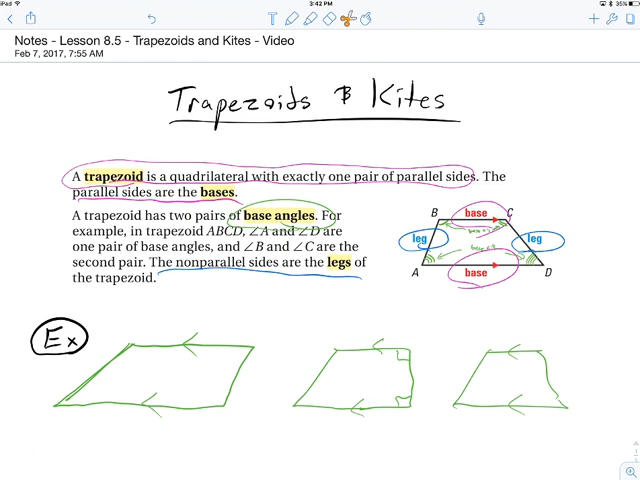 iPad
3:42 PM
35%
Notes - Lesson 8.5 - Trapezoids and Kites - Video
Feb 7, 2017, 7:55 AM
Trapezoids & Kites
A trapezoid is a quadrilateral with exactly one pair of parallel sides. The
parallel sides are the bases.
A trapezoid has two pairs of base angles. For
example, in trapezoid ABCD, ∠A and ∠D are
one pair of base angles, and ∠B and ∠C are the
second pair. The nonparallel sides are the legs of
the trapezoid.
B base C
leg leg
A base D
Ex